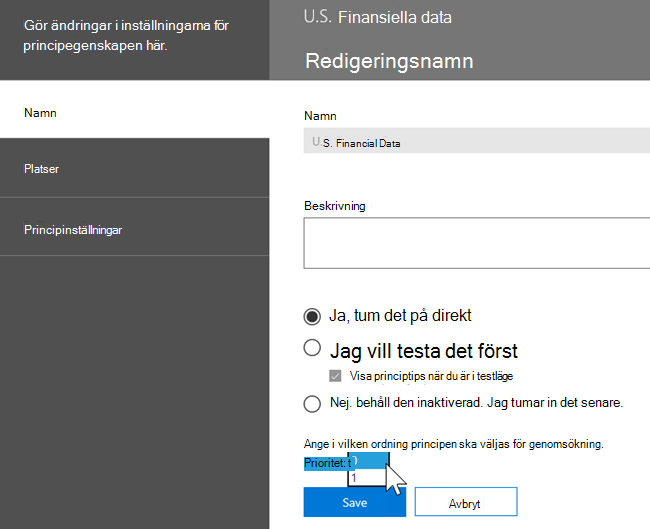 Gör ändringar i inställningarna för
principegenskapen här.
U.S. Finansiella data
Redigeringsnamn
Namn
Platser
Principinställningar
Namn
U.S. Financial Data
Beskrivning
Ja, tum det på direkt
Jag vill testa det först
Visa principtips när du är i testläge
Nej. behåll den inaktiverad. Jag tumar in det senare.
Ange i vilken ordning principen ska väljas för genomsökning.
Prioritet: t 0
1
Save
Avbryt